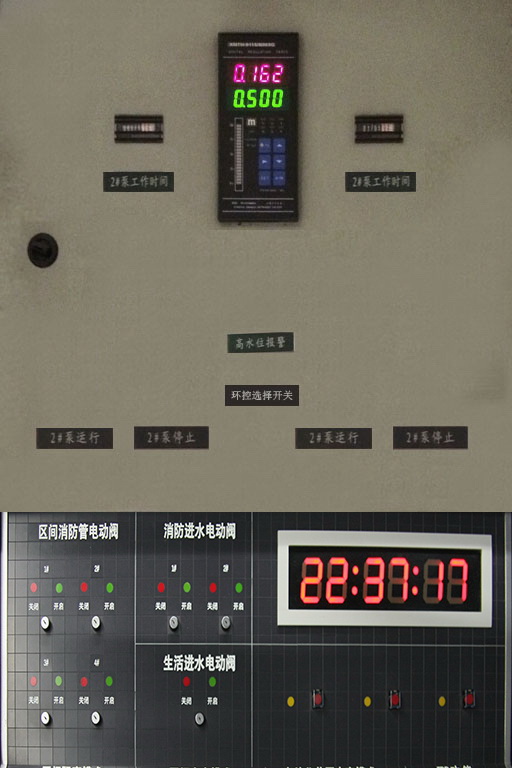 0.162
0.500
m
2#泵工作时间
2#泵工作时间
高水位报警
环控选择开关
2#泵运行
2#泵停止
2#泵运行
2#泵停止
区间消防管电动阀
消防进水电动阀
1# 2#
1# 2#
22:37:17
关闭 开启 关闭 开启
关闭 开启 关闭 开启
生活进水电动阀
3# 4#
关闭 开启 关闭 开启
关闭 开启